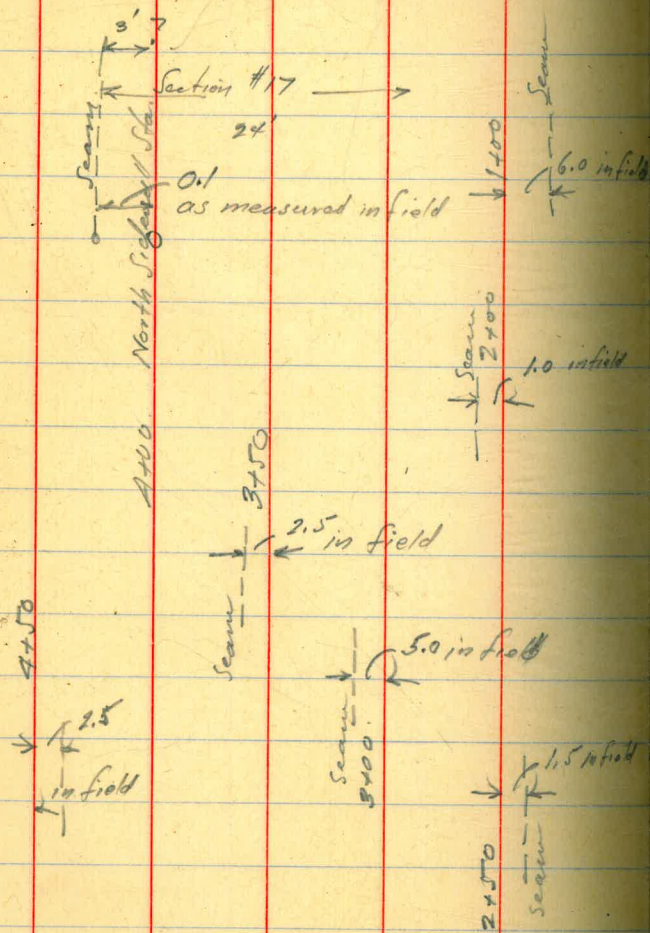 3' .?
Section #17
24'
Seam
0.1
as measured in field
4+00 North Sidewall Sta.
Seam
1+00
6.0 in field
Seam
2+00
1.0 in field
3+50
2.5 in field
Seam
4+50
2.5
in field
5.0 in field
Seam
3+00
1.5 in field
2+50
Seam